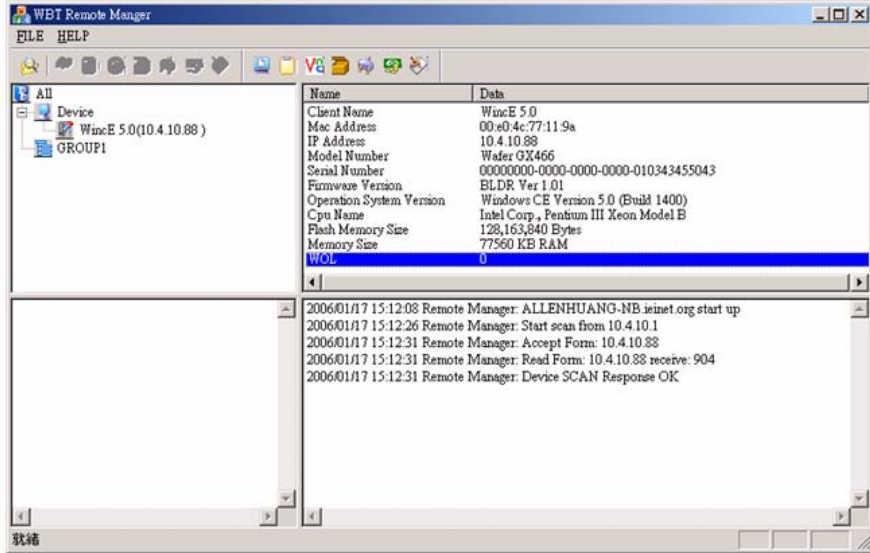 WBT Remote Manger
FILE HELP
All
Device
WincE 5.0(10.4.10.88 )
GROUP1
Name Data
Client Name WincE 5.0
Mac Address 00:e0:4c:77:11:9a
IP Address 10.4.10.88
Model Number Wafer GX466
Serial Number 00000000-0000-0000-0000-010343455043
Firmware Version BLDR Ver 1.01
Operation System Version Windows CE Version 5.0 (Build 1400)
Cpu Name Intel Corp., Pentium III Xeon Model B
Flash Memory Size 128,163,840 Bytes
Memory Size 77560 KB RAM
WOL 0
2006/01/17 15:12:08 Remote Manager: ALLENHUANG-NB.ieinet.org start up
2006/01/17 15:12:26 Remote Manager: Start scan from 10.4.10.1
2006/01/17 15:12:31 Remote Manager: Accept Form: 10.4.10.88
2006/01/17 15:12:31 Remote Manager: Read Form: 10.4.10.88 receive: 904
2006/01/17 15:12:31 Remote Manager: Device SCAN Response OK
就緒